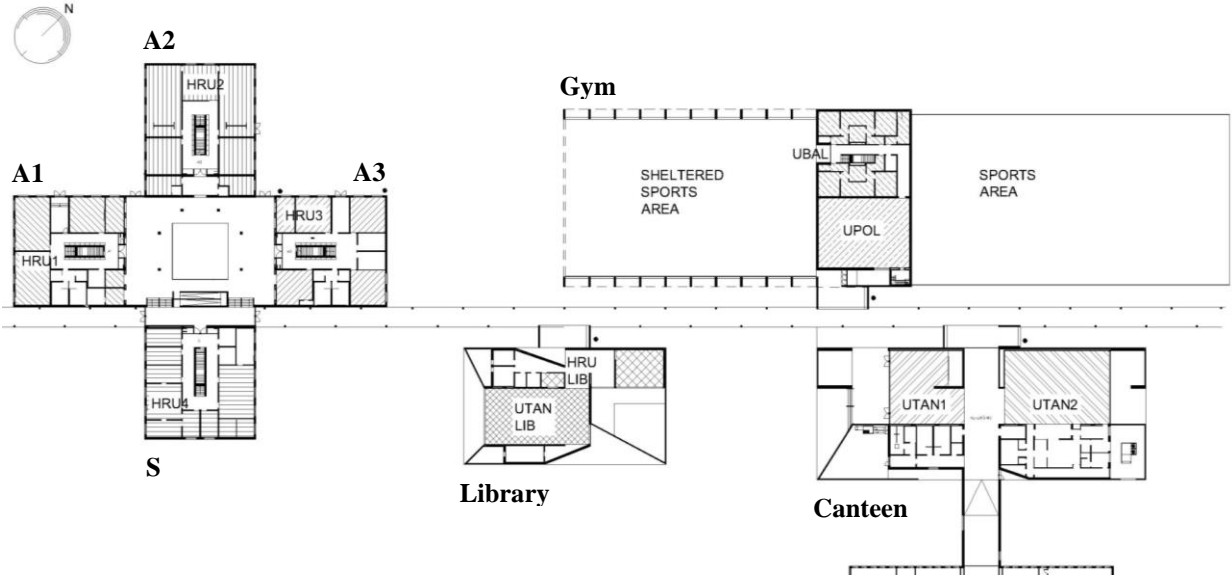 N
A2
HRU2
Gym
A1
A3
UBAL
SHELTERED
SPORTS
AREA
SPORTS
AREA
HRU3
UPOL
HRU1
HRU
LIB
HRU4
UTAN
LIB
UTAN1
UTAN2
S
Library
Canteen